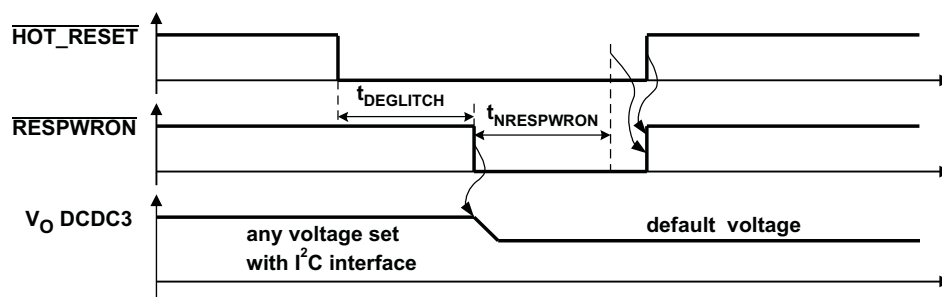 HOT_RESET
t_DEGLITCH
RESPWRON
t_NRESPWRON
V_O DCDC3
any voltage set
with I²C interface
default voltage